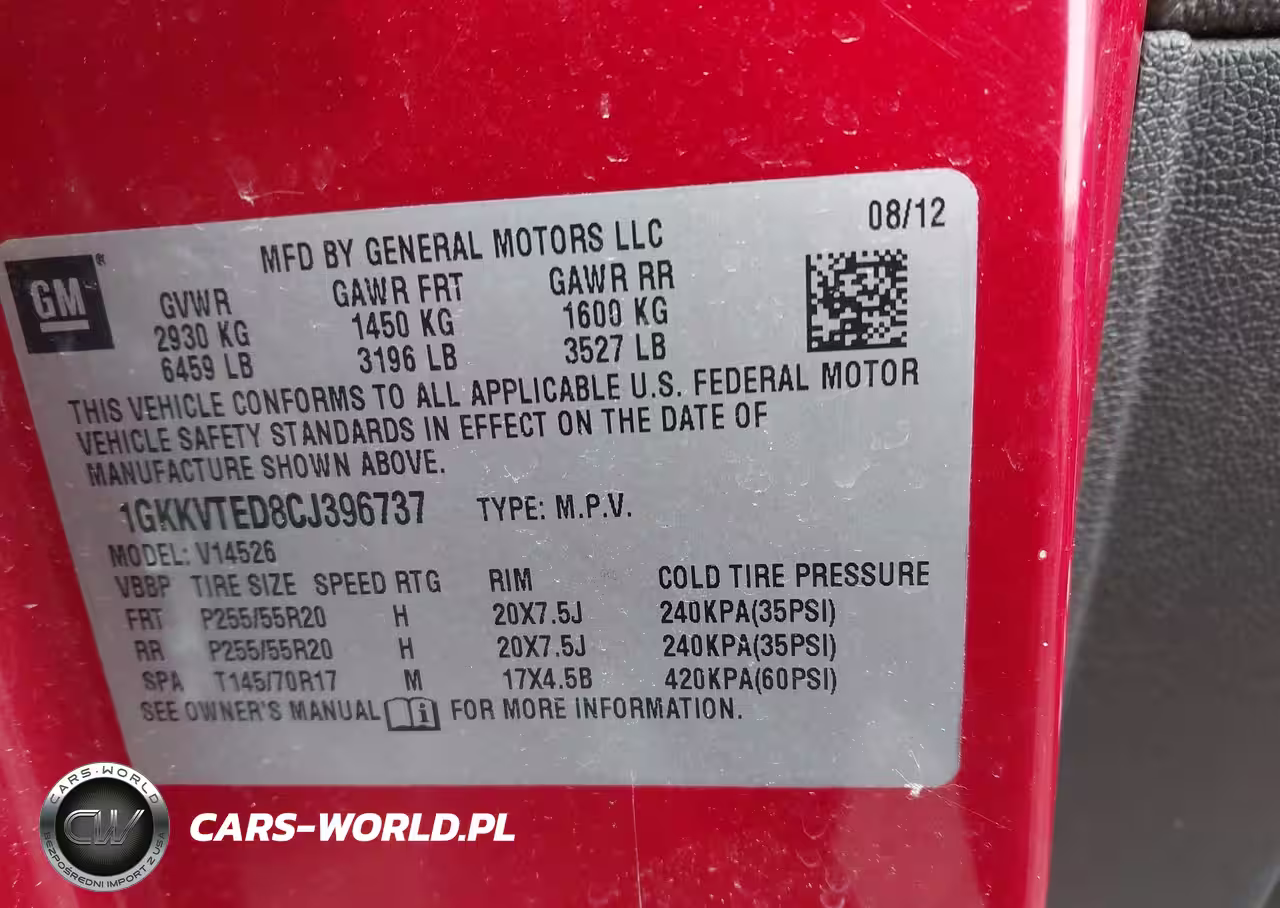 08/12
MFD BY GENERAL MOTORS LLC
GM®
GVWR GAWR FRT GAWR RR
2930 KG 1450 KG 1600 KG
6459 LB 3196 LB 3527 LB
THIS VEHICLE CONFORMS TO ALL APPLICABLE U.S. FEDERAL MOTOR
VEHICLE SAFETY STANDARDS IN EFFECT ON THE DATE OF
MANUFACTURE SHOWN ABOVE.
1GKKVTED8CJ396737 TYPE: M.P.V.
MODEL: V14526
VBBP TIRE SIZE SPEED RTG RIM COLD TIRE PRESSURE
FRT P255/55R20 H 20X7.5J 240KPA(35PSI)
RR P255/55R20 H 20X7.5J 240KPA(35PSI)
SPA T145/70R17 M 17X4.5B 420KPA(60PSI)
SEE OWNER'S MANUAL i FOR MORE INFORMATION.
CARS-WORLD
CW
BEZPOŚREDNI IMPORT Z USA
CARS-WORLD.PL